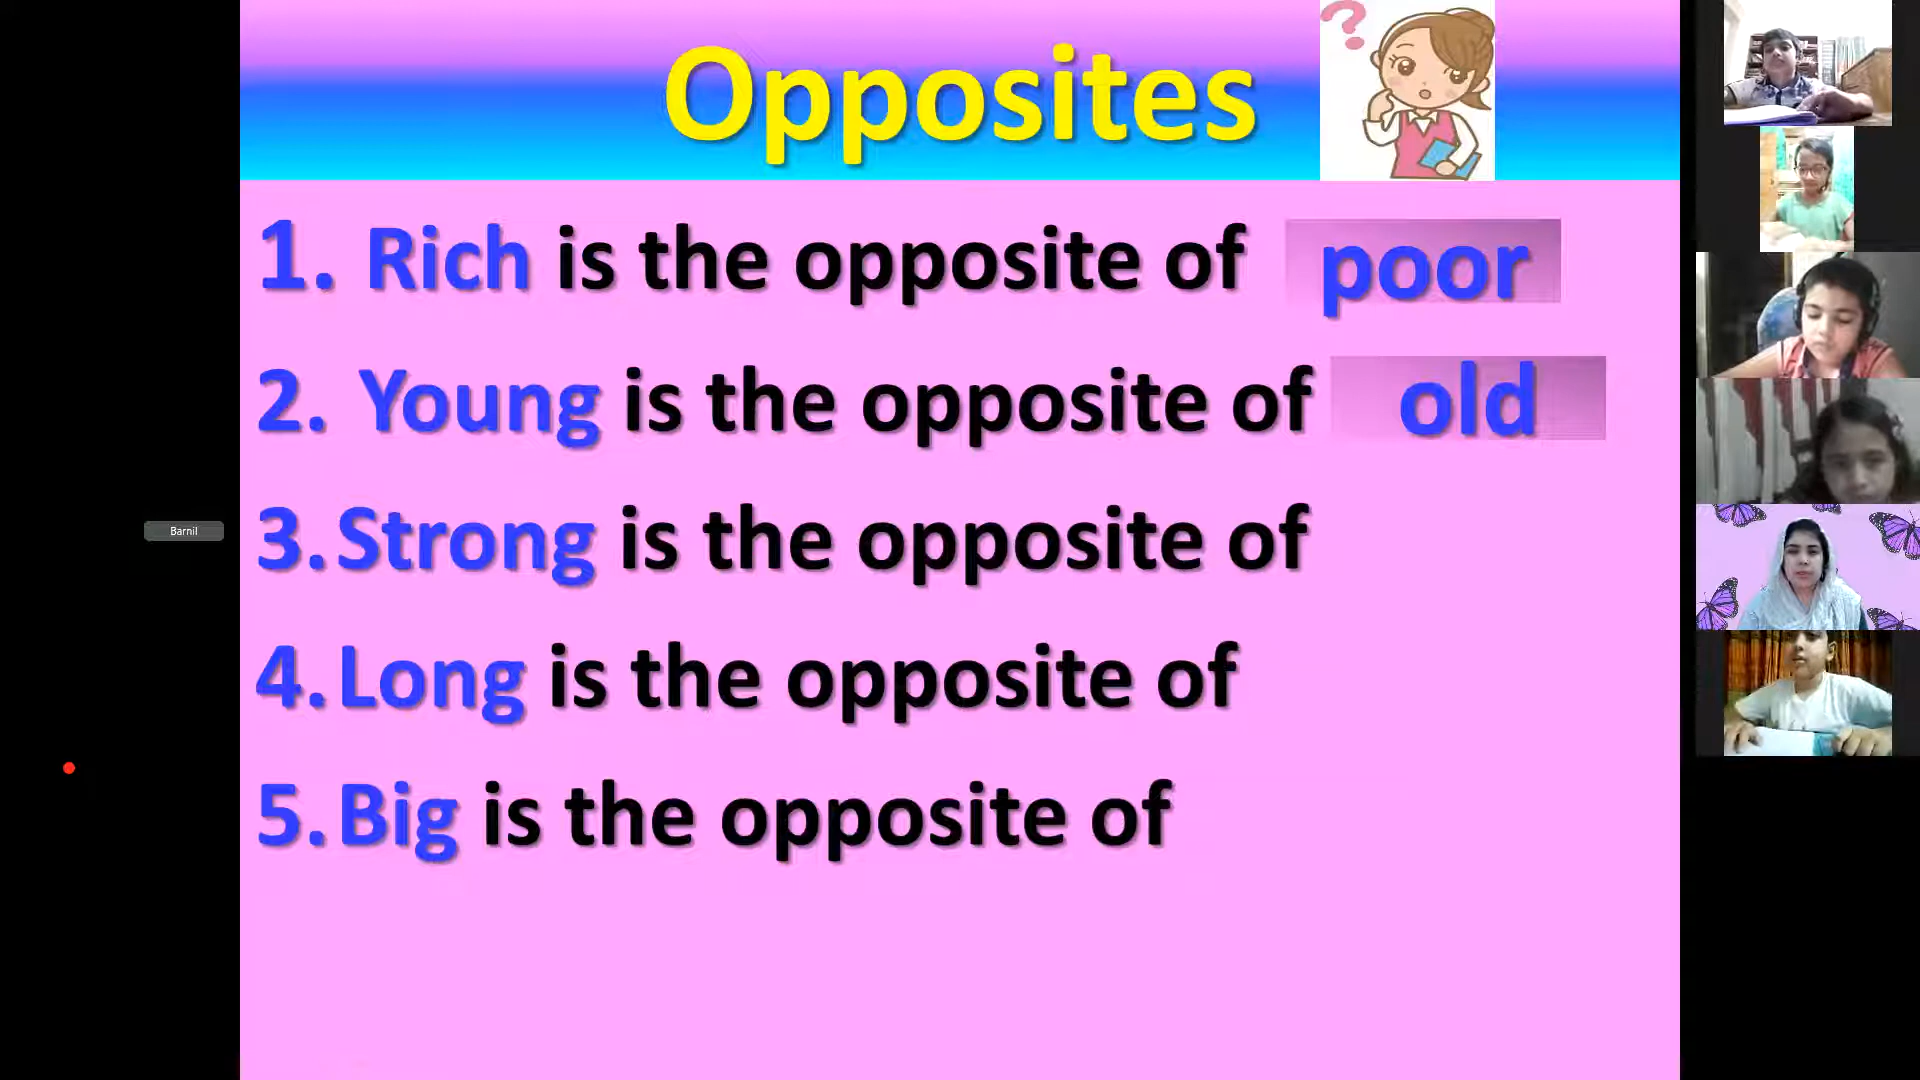 Opposites
?
1. Rich is the opposite of poor
2. Young is the opposite of old
3. Strong is the opposite of
4. Long is the opposite of
5. Big is the opposite of
Barnil